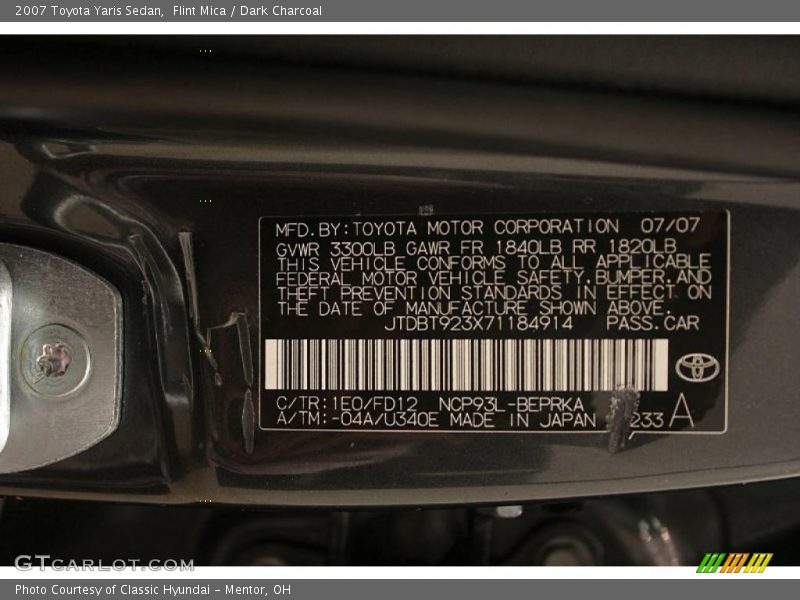 2007 Toyota Yaris Sedan,  Flint Mica / Dark Charcoal
MFD.BY:TOYOTA MOTOR CORPORATION 07/07
GVWR 3300LB GAWR FR 1840LB RR 1820LB
THIS VEHICLE CONFORMS TO ALL APPLICABLE
FEDERAL MOTOR VEHICLE SAFETY,BUMPER,AND
THEFT PREVENTION STANDARDS IN EFFECT ON
THE DATE OF MANUFACTURE SHOWN ABOVE.
JTDBT923X71184914 PASS.CAR
C/TR:1E0/FD12 NCP93L-BEPRKA
A/TM:-04A/U340E MADE IN JAPAN 233 A
GTCARLOT.COM
Photo Courtesy of Classic Hyundai - Mentor, OH